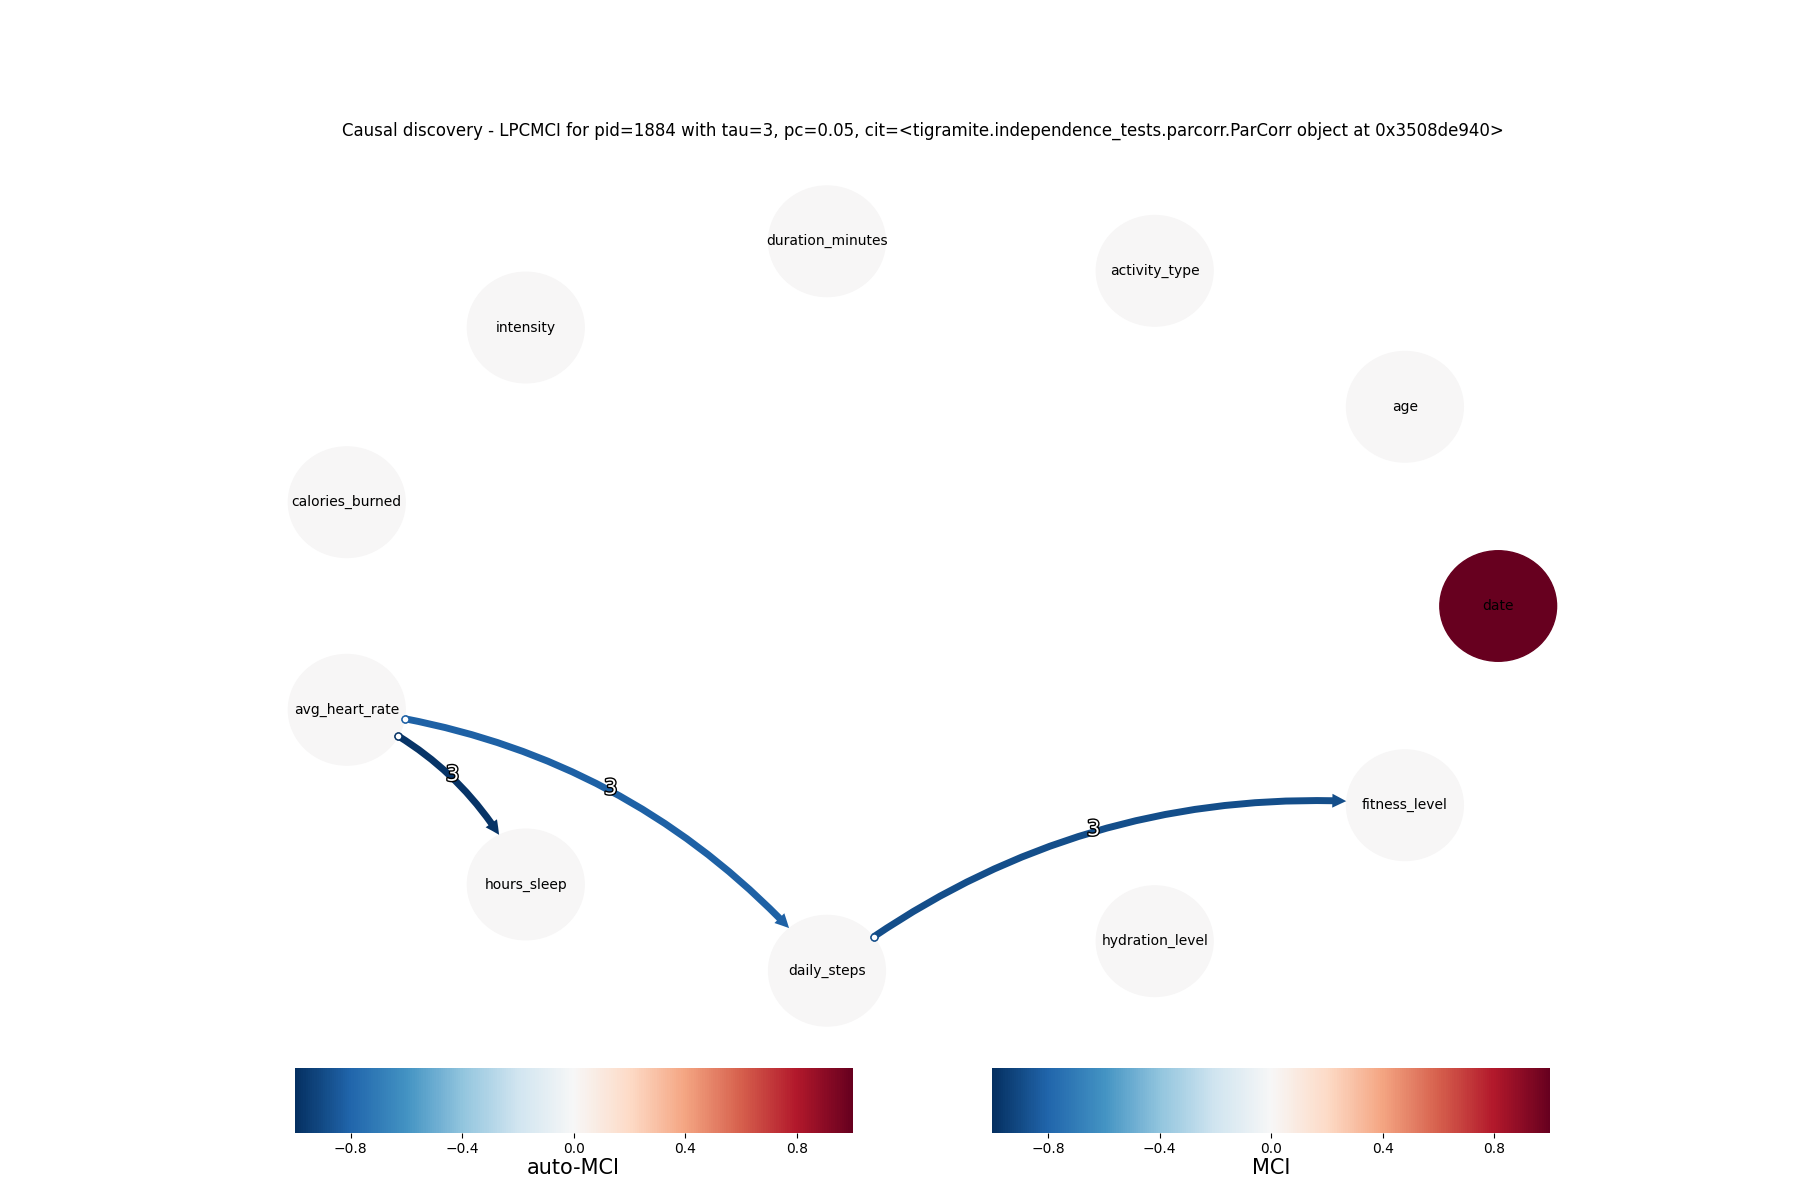 Causal discovery - LPCMCI for pid=1884 with tau=3, pc=0.05, cit=<tigramite.independence_tests.parcorr.ParCorr object at 0x3508de940>
duration_minutes
activity_type
intensity
age
calories_burned
date
avg_heart_rate
3
3
fitness_level
3
hours_sleep
hydration_level
daily_steps
−0.8 −0.4 0.0 0.4 0.8
auto-MCI
−0.8 −0.4 0.0 0.4 0.8
MCI